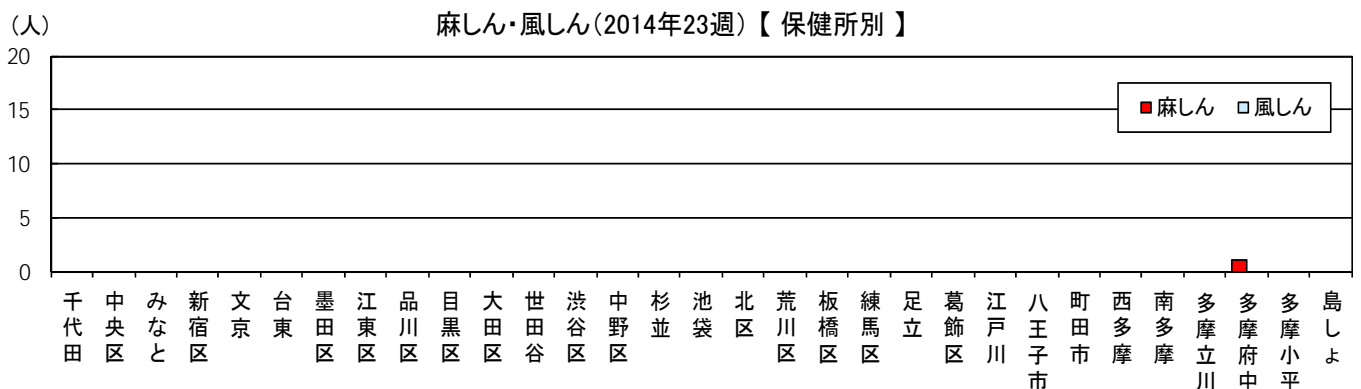 (人)
麻しん・風しん(2014年23週)【 保健所別 】
20
15
10
5
0
麻しん 風しん
千代田
中央区
みなと
新宿区
文京
台東
墨田区
江東区
品川区
目黒区
大田区
世田谷
渋谷区
中野区
杉並
池袋
北区
荒川区
板橋区
練馬区
足立
葛飾区
江戸川
八王子市
町田市
西多摩
南多摩
多摩立川
多摩府中
多摩小平
島しょ